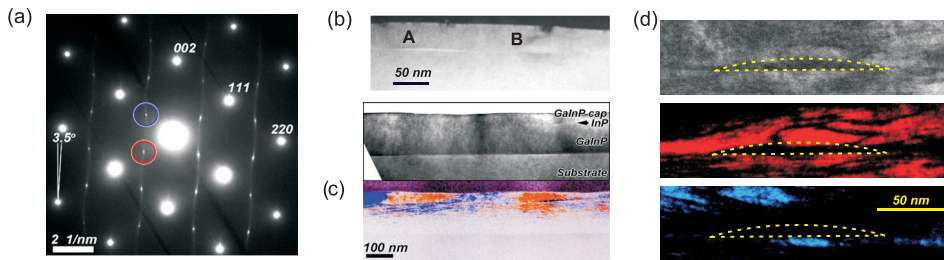 (a)
002
111
220
3.5°
2 1/nm
(b)
A
B
50 nm
GaInP-cap
InP
GaInP
Substrate
(c)
100 nm
(d)
50 nm